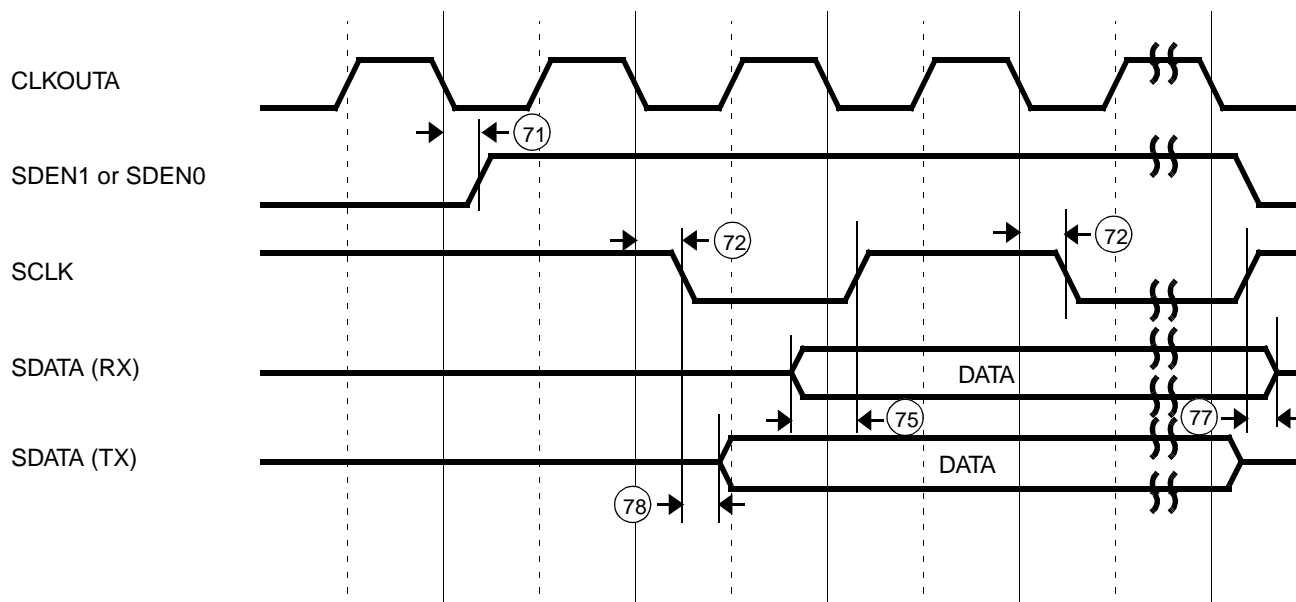 CLKOUTA
71
SDEN1 or SDEN0
72
72
SCLK
SDATA (RX)
DATA
75
77
SDATA (TX)
DATA
78